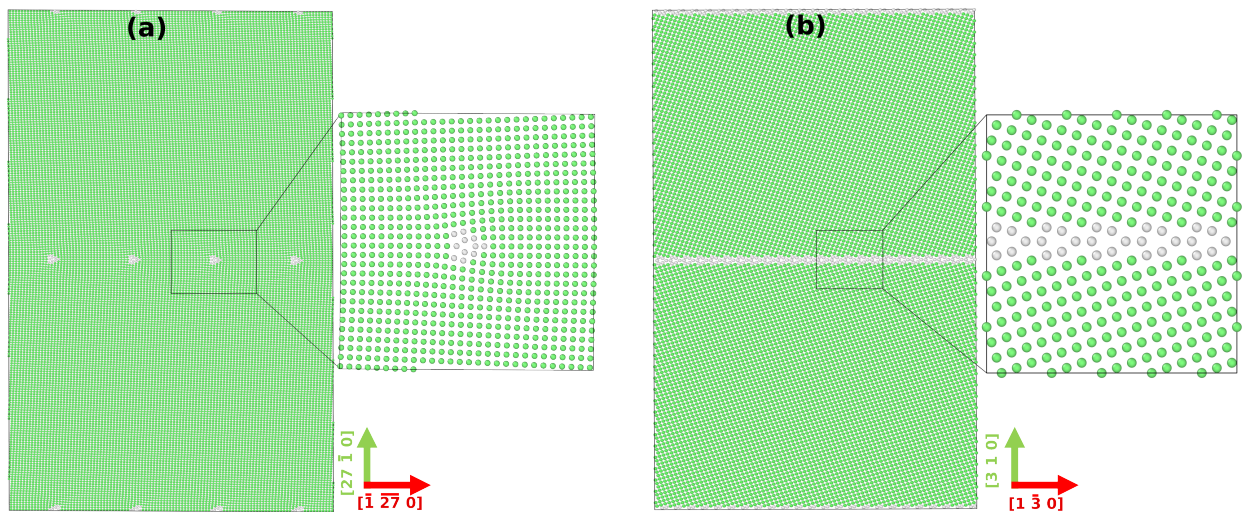 (a)
(b)
[27 1̅ 0]
[1̅ 2̅7̅ 0]
[3 1 0]
[1 3̅ 0]